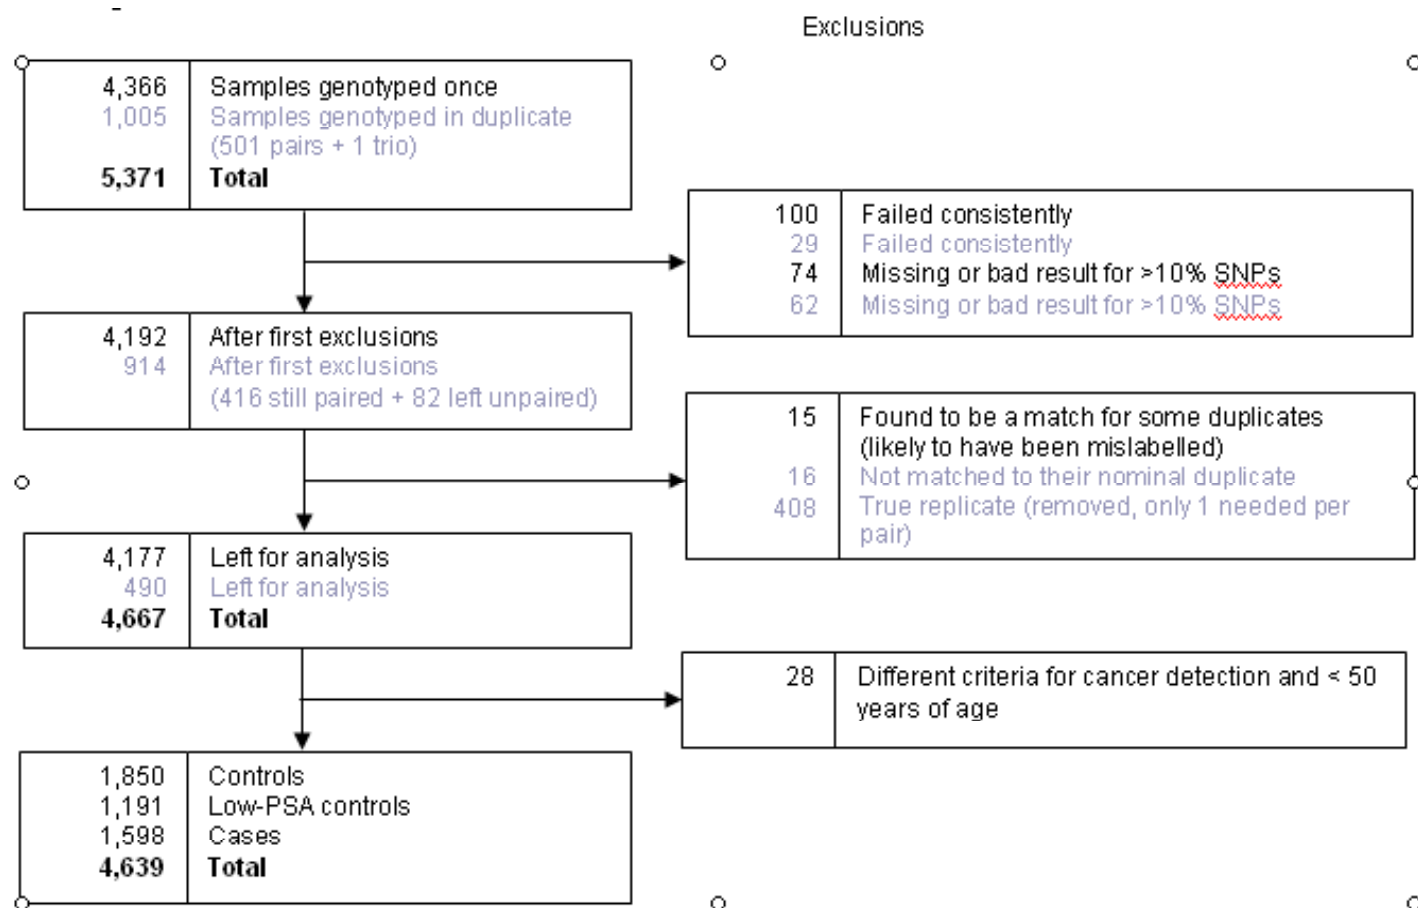 Exclusions
4,366 Samples genotyped once
1,005 Samples genotyped in duplicate
(501 pairs + 1 trio)
5,371 Total
100 Failed consistently
29 Failed consistently
74 Missing or bad result for >10% SNPs
62 Missing or bad result for >10% SNPs
4,192 After first exclusions
914 After first exclusions
(416 still paired + 82 left unpaired)
15 Found to be a match for some duplicates
(likely to have been mislabelled)
16 Not matched to their nominal duplicate
408 True replicate (removed, only 1 needed per
pair)
4,177 Left for analysis
490 Left for analysis
4,667 Total
28 Different criteria for cancer detection and < 50
years of age
1,850 Controls
1,191 Low-PSA controls
1,598 Cases
4,639 Total